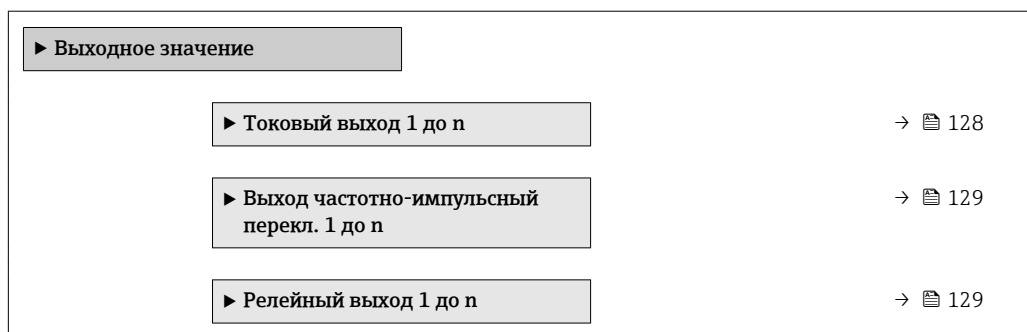 ▶ Выходное значение
▶ Токовый выход 1 до n → 128
▶ Выход частотно-импульсный → 129
перекл. 1 до n
▶ Релейный выход 1 до n → 129